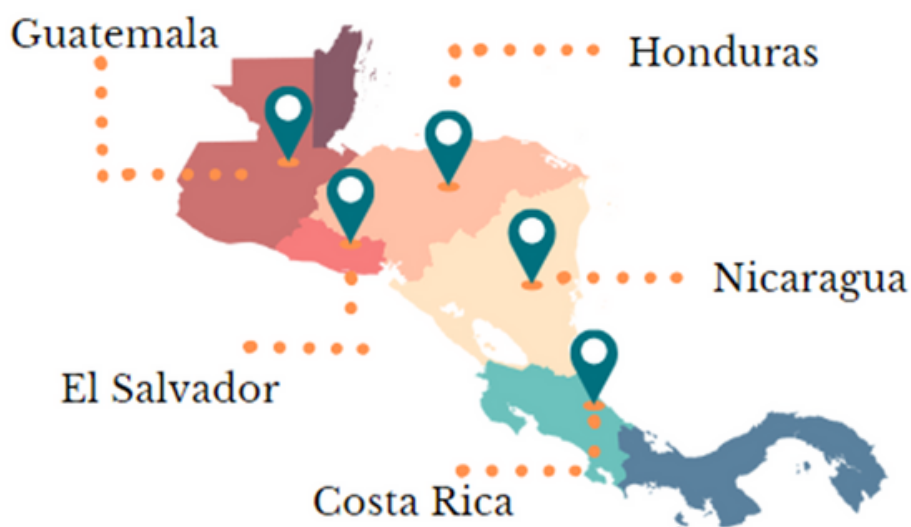 Guatemala
Honduras
Nicaragua
El Salvador
Costa Rica